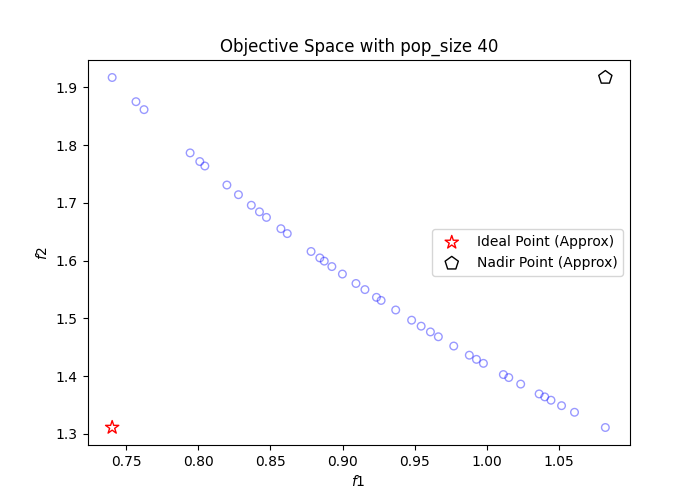 Objective Space with pop_size 40
1.9
1.8
1.7
1.6
1.5
1.4
1.3
f2
Ideal Point (Approx)
Nadir Point (Approx)
0.75 0.80 0.85 0.90 0.95 1.00 1.05
f1